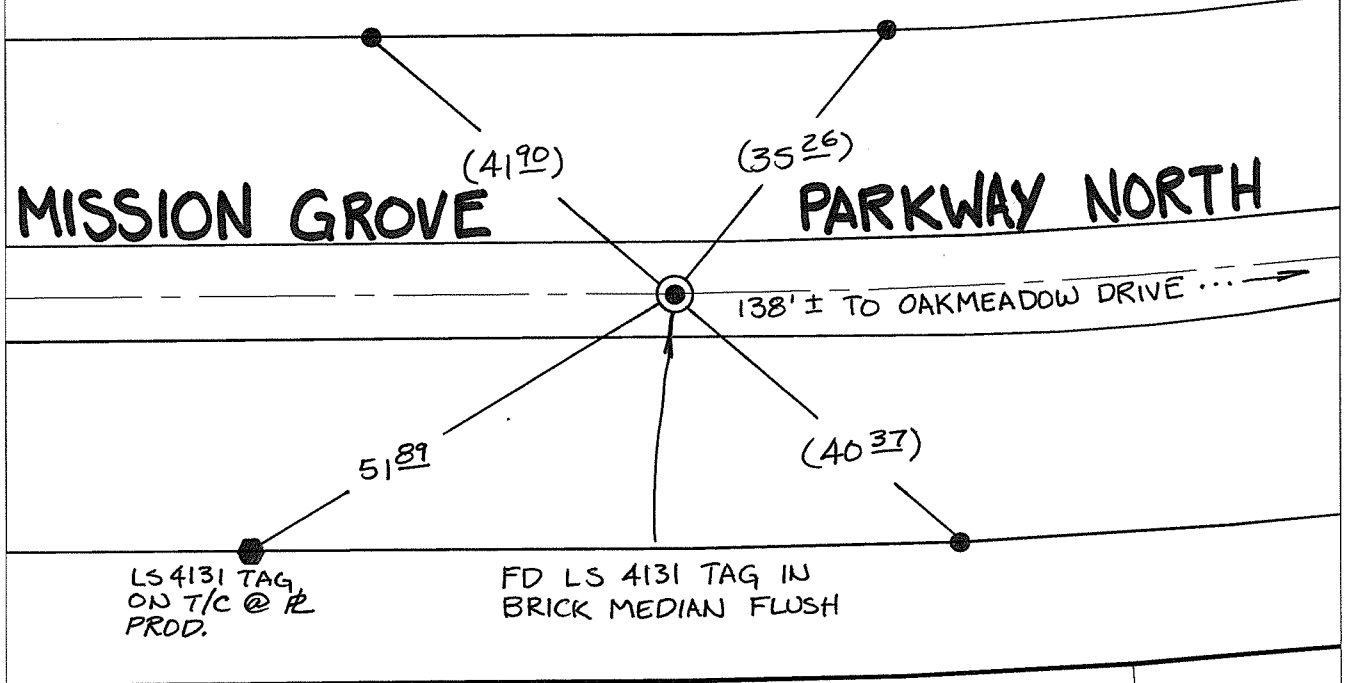 (41 90)
(35 26)
MISSION GROVE PARKWAY NORTH
138' ± TO OAKMEADOW DRIVE ...
51 89
(40 37)
LS 4131 TAG
ON T/C @ ⅊
PROD.
FD LS 4131 TAG IN
BRICK MEDIAN FLUSH